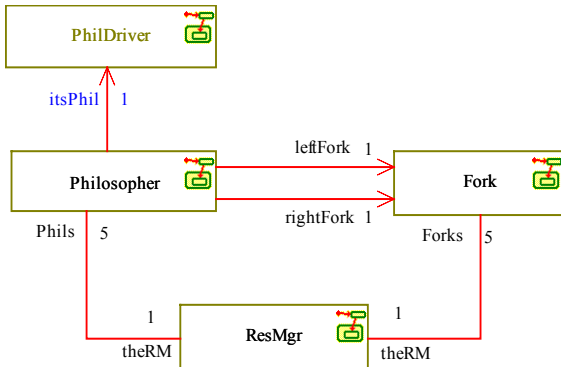 PhilDriver
itsPhil 1
leftFork 1
Philosopher
Fork
rightFork 1
Phils 5
Forks 5
1
1
ResMgr
theRM
theRM